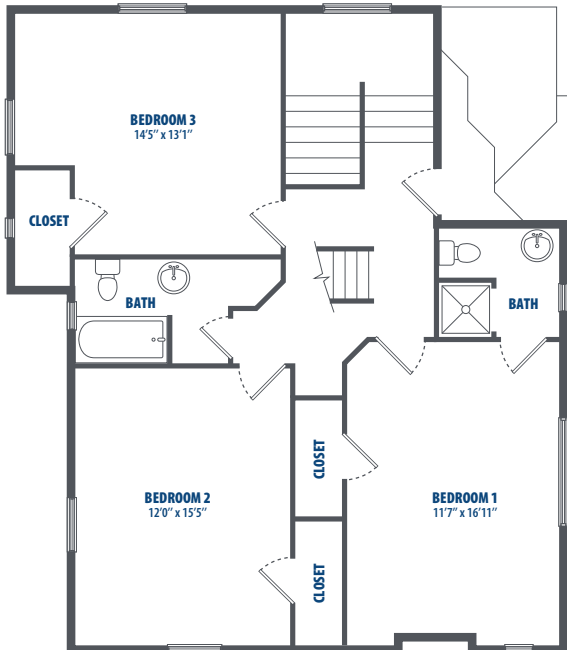 BEDROOM 3
14'5" x 13'1"
CLOSET
BATH
BATH
CLOSET
BEDROOM 2
12'0" x 15'5"
BEDROOM 1
11'7" x 16'11"
CLOSET